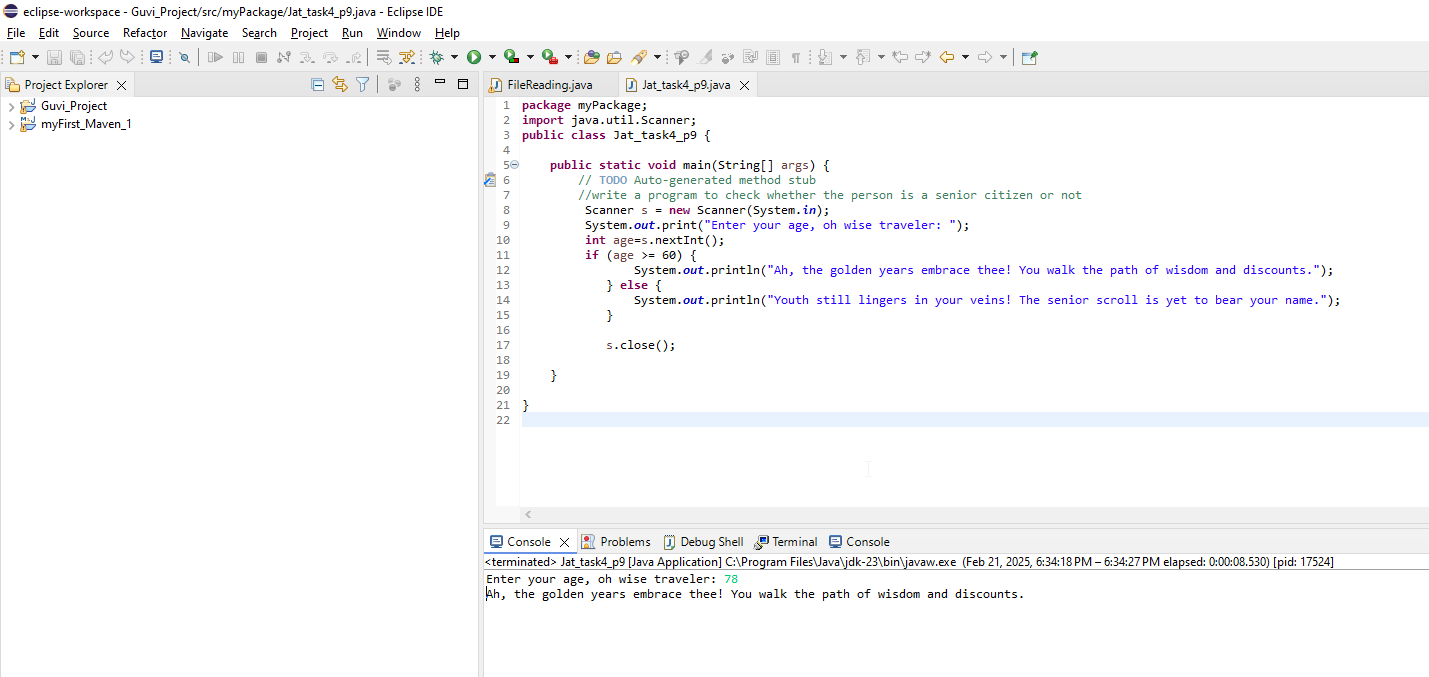 eclipse-workspace - Guvi_Project/src/myPackage/Jat_task4_p9.java - Eclipse IDE
File Edit Source Refactor Navigate Search Project Run Window Help
Project Explorer
Guvi_Project
myFirst_Maven_1
FileReading.java Jat_task4_p9.java
1 package myPackage;
2 import java.util.Scanner;
3 public class Jat_task4_p9 {
4
5 public static void main(String[] args) {
6 // TODO Auto-generated method stub
7 //write a program to check whether the person is a senior citizen or not
8 Scanner s = new Scanner(System.in);
9 System.out.print("Enter your age, oh wise traveler: ");
10 int age=s.nextInt();
11 if (age >= 60) {
12 System.out.println("Ah, the golden years embrace thee! You walk the path of wisdom and discounts.");
13 } else {
14 System.out.println("Youth still lingers in your veins! The senior scroll is yet to bear your name.");
15 }
16
17 s.close();
18
19 }
20
21 }
22
Console Problems Debug Shell Terminal Console
<terminated> Jat_task4_p9 [Java Application] C:\Program Files\Java\jdk-23\bin\javaw.exe (Feb 21, 2025, 6:34:18 PM – 6:34:27 PM elapsed: 0:00:08.530) [pid: 17524]
Enter your age, oh wise traveler: 78
Ah, the golden years embrace thee! You walk the path of wisdom and discounts.